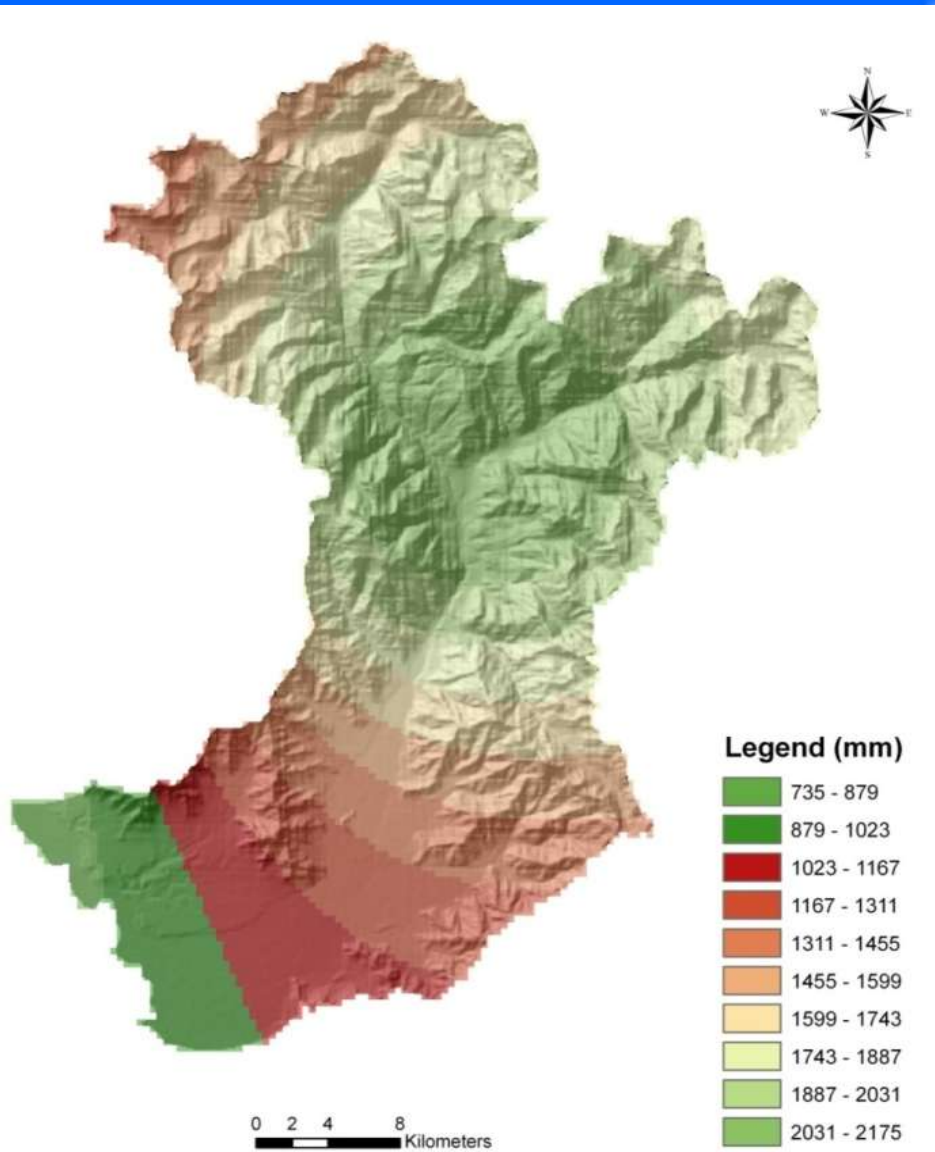 N
W E
S
Legend (mm)
735 - 879
879 - 1023
1023 - 1167
1167 - 1311
1311 - 1455
1455 - 1599
1599 - 1743
1743 - 1887
1887 - 2031
2031 - 2175
0 2 4 8
Kilometers